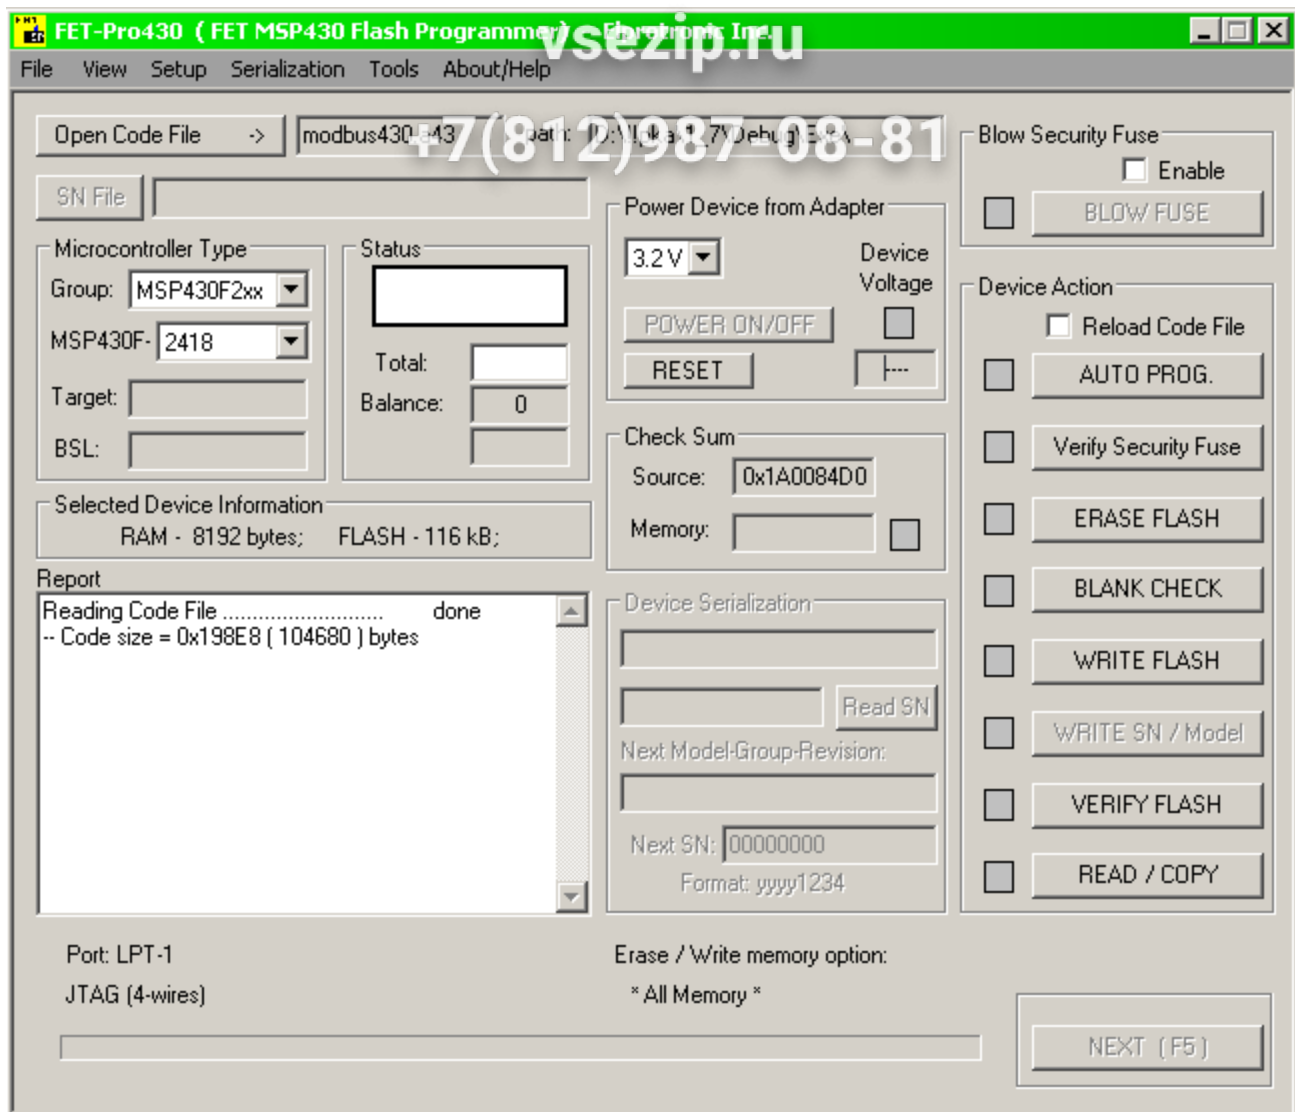 FET-Pro430 ( FET MSP430 Flash Programmer) - Elprotronic Inc.
vsezip.ru
File View Setup Serialization Tools About/Help
Open Code File -> modbus430.a43 path:
+7(812)987-08-81
SN File
Microcontroller Type
Group: MSP430F2xx
MSP430F- 2418
Target:
BSL:
Status
Total:
Balance: 0
Selected Device Information
RAM - 8192 bytes; FLASH - 116 kB;
Report
Reading Code File ........................... done
-- Code size = 0x198E8 ( 104680 ) bytes
Power Device from Adapter
3.2 V
Device
Voltage
POWER ON/OFF
RESET
|---
Check Sum
Source: 0x1A0084D0
Memory:
Device Serialization
Read SN
Next Model-Group-Revision:
Next SN: 00000000
Format: yyyy1234
Blow Security Fuse
Enable
BLOW FUSE
Device Action
Reload Code File
AUTO PROG.
Verify Security Fuse
ERASE FLASH
BLANK CHECK
WRITE FLASH
WRITE SN / Model
VERIFY FLASH
READ / COPY
Port: LPT-1
JTAG (4-wires)
Erase / Write memory option:
* All Memory *
NEXT ( F5 )